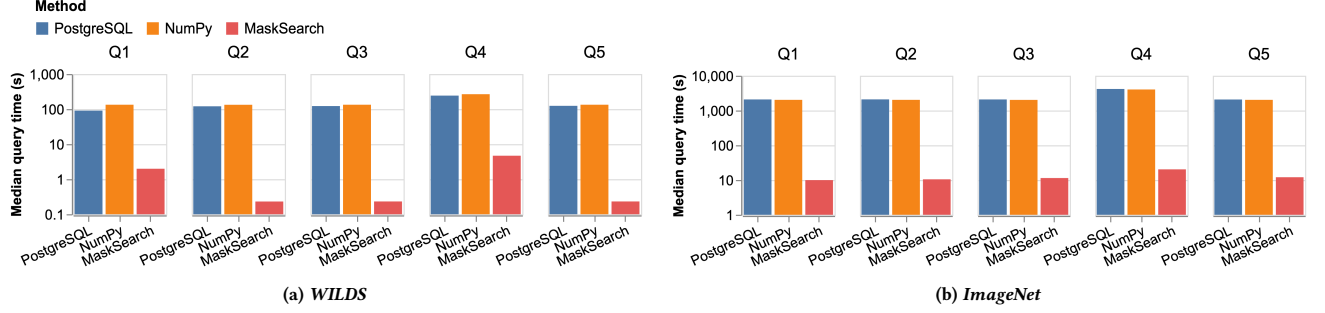 Method
PostgreSQL NumPy MaskSearch
Q1 Q2 Q3 Q4 Q5
Median query time (s)
1,000
100
10
1
0.1
PostgreSQL NumPy MaskSearch PostgreSQL NumPy MaskSearch PostgreSQL NumPy MaskSearch PostgreSQL NumPy MaskSearch PostgreSQL NumPy MaskSearch
(a) WILDS
Q1 Q2 Q3 Q4 Q5
Median query time (s)
10,000
1,000
100
10
1
PostgreSQL NumPy MaskSearch PostgreSQL NumPy MaskSearch PostgreSQL NumPy MaskSearch PostgreSQL NumPy MaskSearch PostgreSQL NumPy MaskSearch
(b) ImageNet